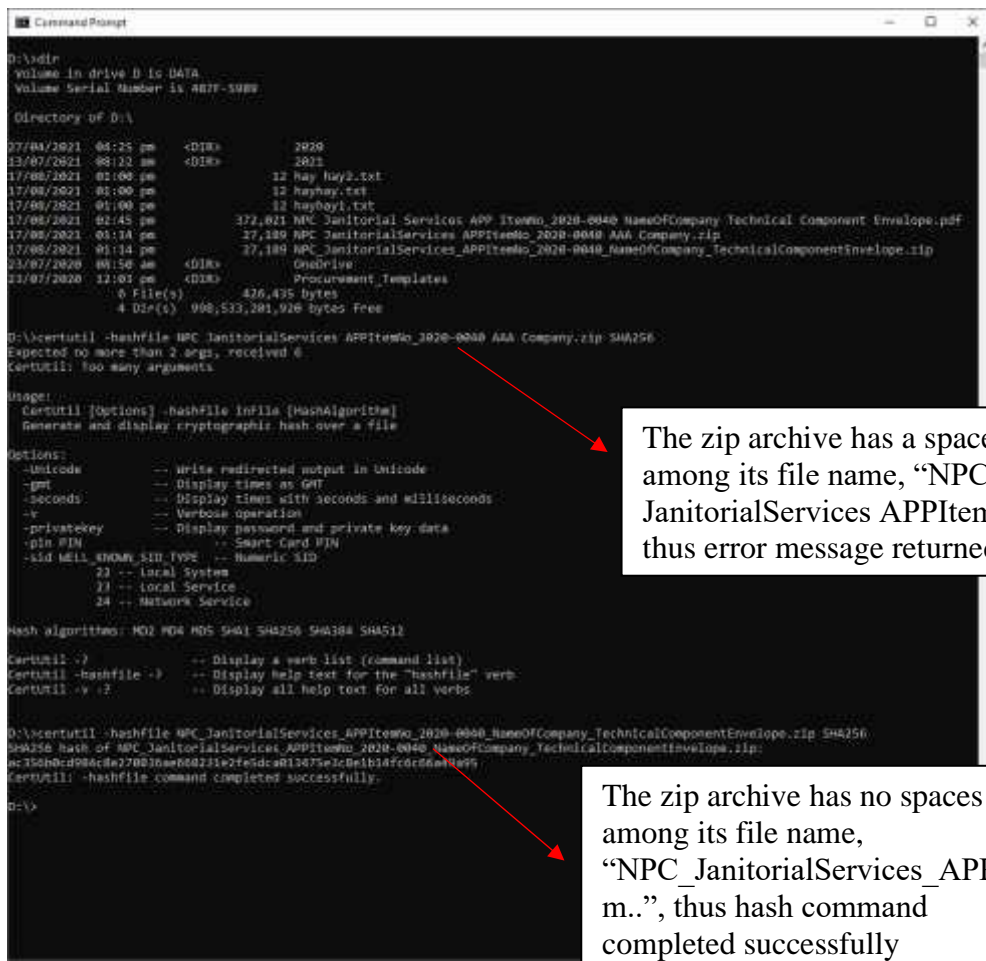 Command Prompt
D:\>dir
Volume in drive D is DATA
Volume Serial Number is
Directory of D:\
27/04/2021 04:25 pm <DIR> 2020
13/07/2021 08:22 am <DIR> 2021
17/08/2021 01:00 pm 12 hay hay2.txt
17/08/2021 01:00 pm 12 hayhay.txt
17/08/2021 01:00 pm 12 hayhay1.txt
17/08/2021 02:45 pm 372,021 NPC Janitorial Services APP ItemNo_2020-0040 NameOfCompany Technical Component Envelope.pdf
17/08/2021 01:14 pm 27,189 NPC_JanitorialServices APPItemNo_2020-0040 AAA Company.zip
17/08/2021 01:14 pm 27,189 NPC_JanitorialServices_APPItemNo_2020-0040_NameOfCompany_TechnicalComponentEnvelope.zip
23/07/2020 08:50 am <DIR> OneDrive
23/07/2020 12:03 pm <DIR> Procurement_Templates
6 File(s) 426,435 bytes
4 Dir(s) 998,533,201,920 bytes free
D:\>certutil -hashfile NPC JanitorialServices APPItemNo_2020-0040 AAA Company.zip SHA256
Expected no more than 2 args, received 6
CertUtil: Too many arguments
Usage:
CertUtil [Options] -hashfile InFile [HashAlgorithm]
Generate and display cryptographic hash over a file
Options:
-Unicode -- Write redirected output in Unicode
-gmt -- Display times as GMT
-seconds -- Display times with seconds and milliseconds
-v -- Verbose operation
-privatekey -- Display password and private key data
-pin PIN -- Smart Card PIN
-sid WELL_KNOWN_SID_TYPE -- Numeric SID
22 -- Local System
23 -- Local Service
24 -- Network Service
Hash algorithms: MD2 MD4 MD5 SHA1 SHA256 SHA384 SHA512
CertUtil -? -- Display a verb list (command list)
CertUtil -hashfile -? -- Display help text for the "hashfile" verb
CertUtil -v -? -- Display all help text for all verbs
D:\>certutil -hashfile NPC_JanitorialServices_APPItemNo_2020-0040_NameOfCompany_TechnicalComponentEnvelope.zip SHA256
SHA256 hash of NPC_JanitorialServices_APPItemNo_2020-0040_NameOfCompany_TechnicalComponentEnvelope.zip:
CertUtil: -hashfile command completed successfully.
D:\>
The zip archive has a space
among its file name, “NPC
JanitorialServices APPItem
thus error message returned
The zip archive has no spaces
among its file name,
“NPC_JanitorialServices_APP
m..”, thus hash command
completed successfully